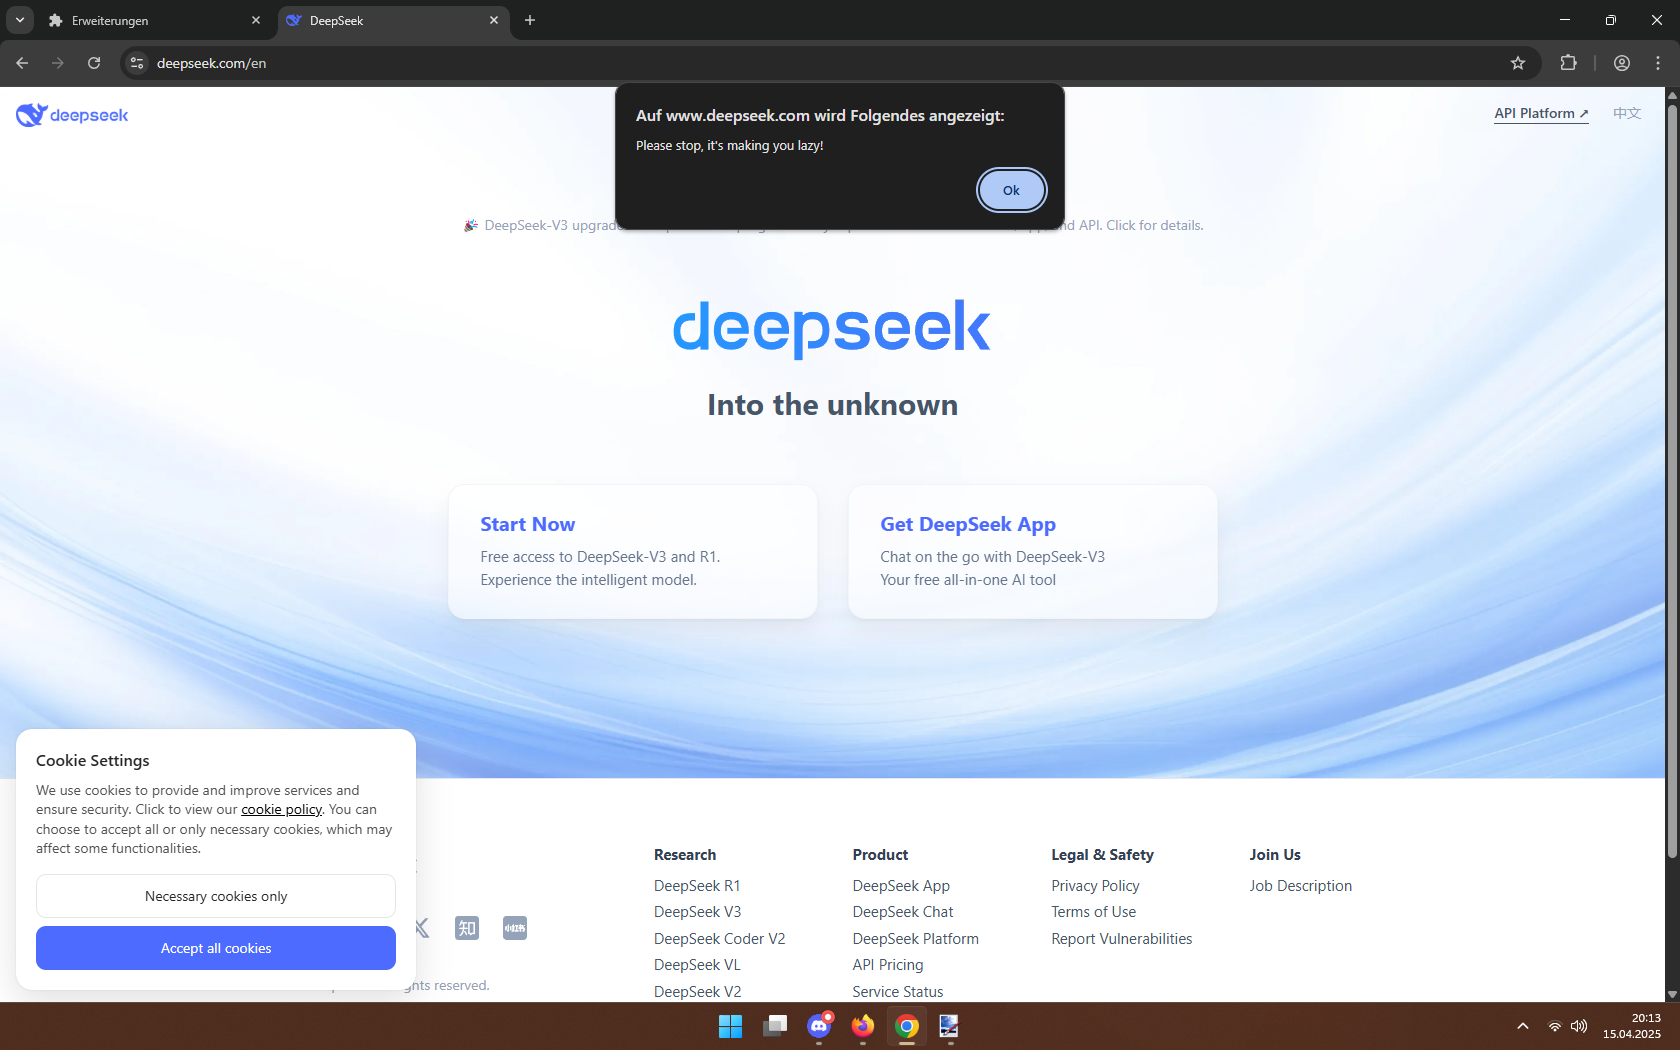 Erweiterungen
DeepSeek
deepseek.com/en
deepseek
API Platform ↗
中文
Auf www.deepseek.com wird Folgendes angezeigt:
Please stop, it's making you lazy!
Ok
🎉 DeepSeek-V3 upgrade
and API. Click for details.
deepseek
Into the unknown
Start Now
Free access to DeepSeek-V3 and R1.
Experience the intelligent model.
Get DeepSeek App
Chat on the go with DeepSeek-V3
Your free all-in-one AI tool
Cookie Settings
We use cookies to provide and improve services and
ensure security. Click to view our cookie policy. You can
choose to accept all or only necessary cookies, which may
affect some functionalities.
Necessary cookies only
Accept all cookies
知
小红书
rights reserved.
Research
DeepSeek R1
DeepSeek V3
DeepSeek Coder V2
DeepSeek VL
DeepSeek V2
Product
DeepSeek App
DeepSeek Chat
DeepSeek Platform
API Pricing
Service Status
Legal & Safety
Privacy Policy
Terms of Use
Report Vulnerabilities
Join Us
Job Description
20:13
15.04.2025